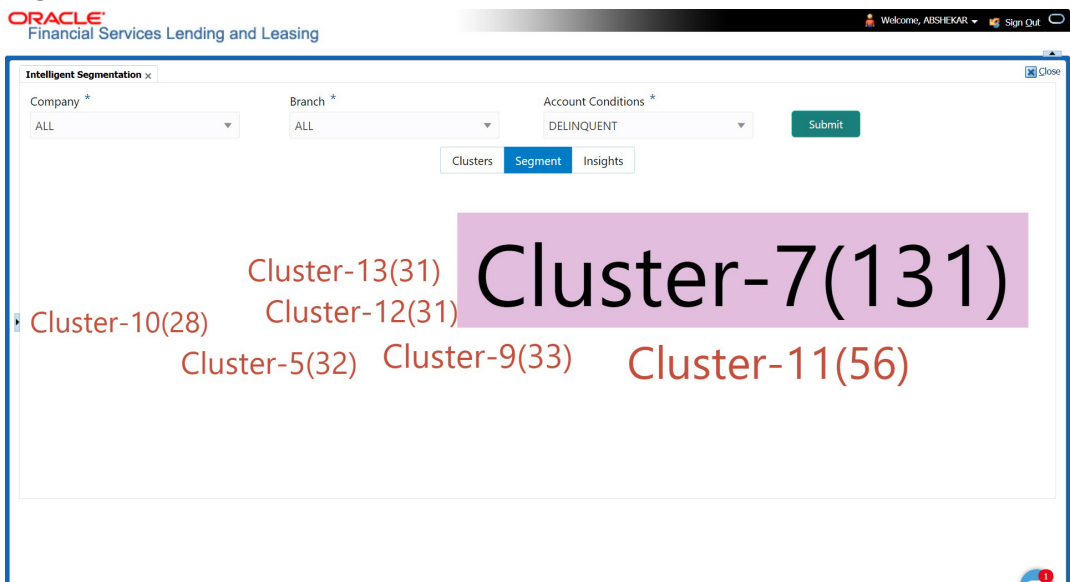 ORACLE
Financial Services Lending and Leasing
Welcome, ABSHEKAR
Sign Out
Intelligent Segmentation x
Close
Company *
Branch *
Account Conditions *
ALL
ALL
DELINQUENT
Submit
Clusters
Segment
Insights
Cluster-7(131)
Cluster-13(31)
Cluster-12(31)
Cluster-10(28)
Cluster-5(32)
Cluster-9(33)
Cluster-11(56)
1